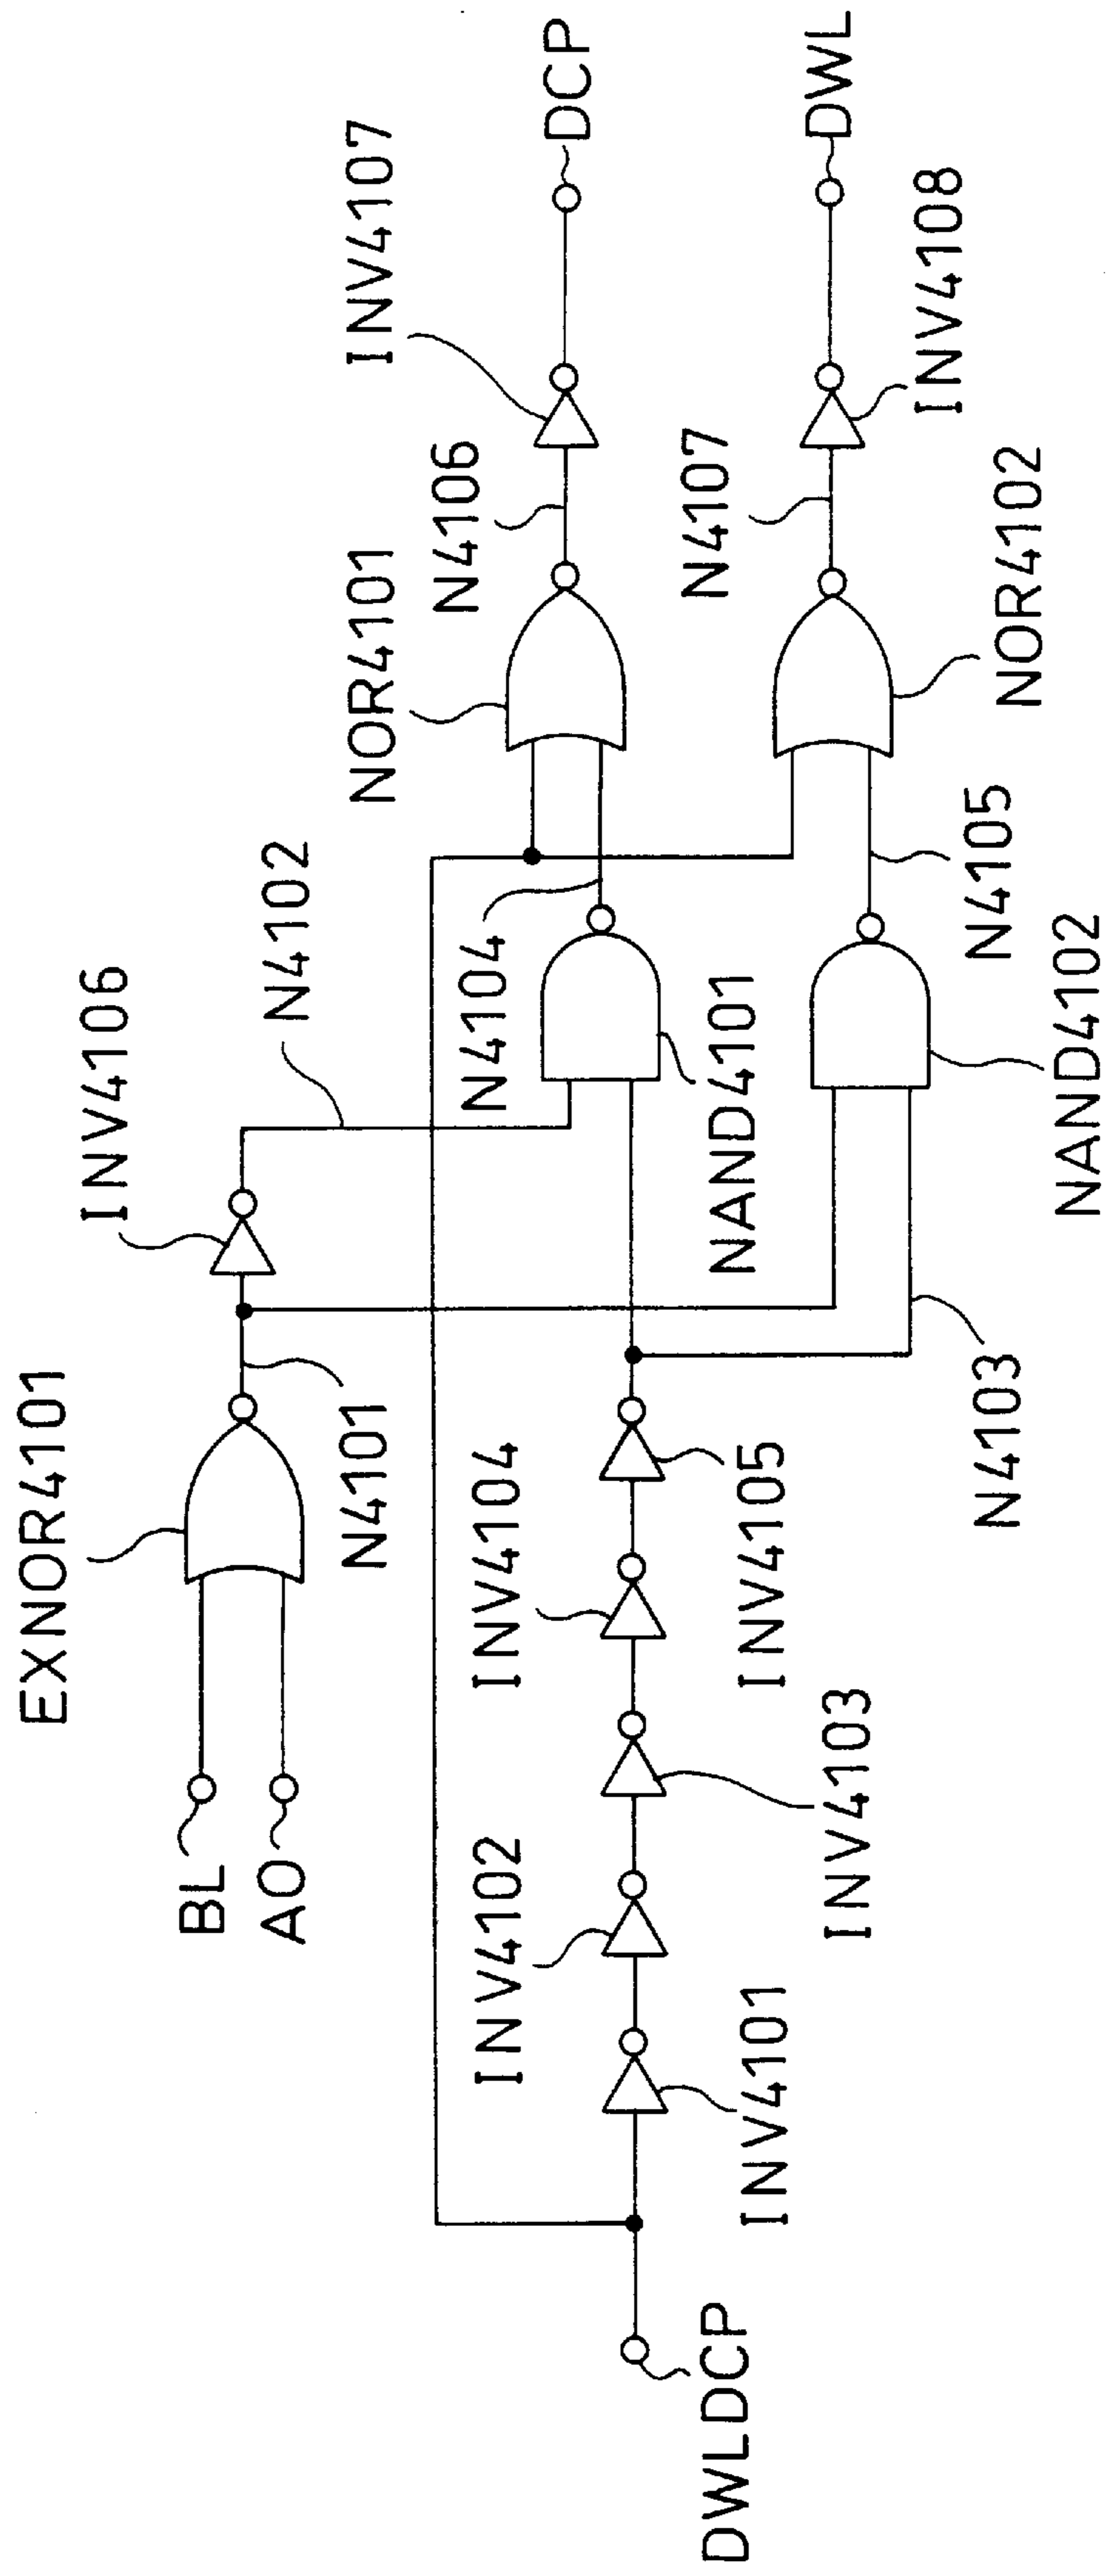 EXNOR4101
INV4106
N4102
BL
A0
N4101
NOR4101
N4106
INV4107
DCP
N4104
NAND4101
INV4102
INV4104
INV4101
INV4103
INV4105
N4103
NAND4102
N4105
NOR4102
N4107
INV4108
DWL
DWLDCP